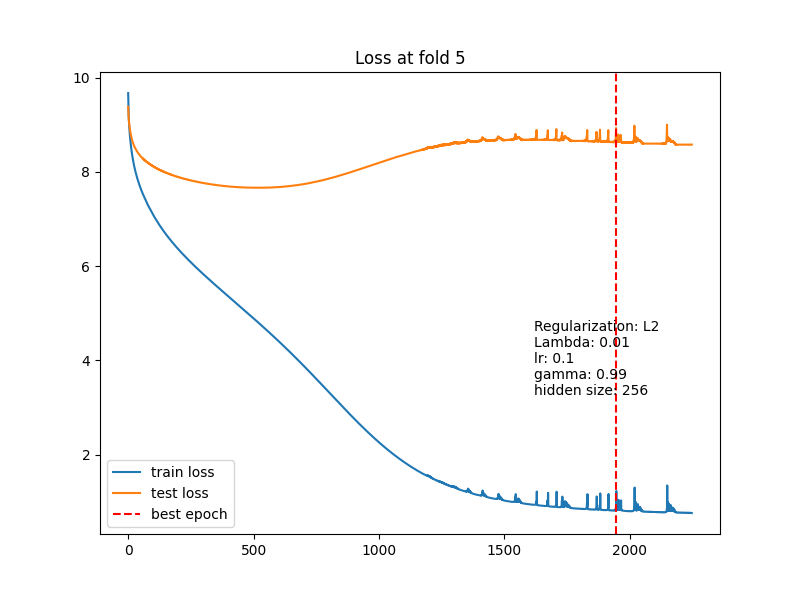 Loss at fold 5
10
8
6
4
2
Regularization: L2
Lambda: 0.01
lr: 0.1
gamma: 0.99
hidden size: 256
train loss
test loss
best epoch
0
500
1000
1500
2000